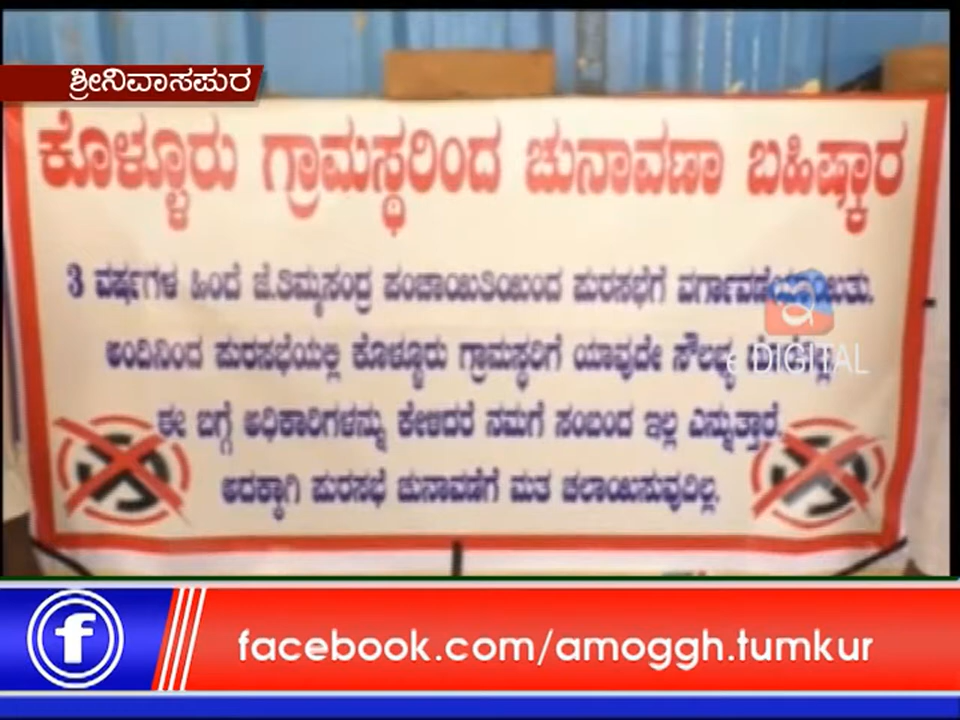 ಶ್ರೀನಿವಾಸಪುರ
ಕೊಳ್ಳೂರು ಗ್ರಾಮಸ್ಥರಿಂದ ಚುನಾವಣಾ ಬಹಿಷ್ಕಾರ
3 ವರ್ಷಗಳ ಹಿಂದೆ ಜೆ.ತಿಮ್ಮಸಂದ್ರ ಪಂಚಾಯಿತಿಯಿಂದ ಪುರಸಭೆಗೆ
ಅಂದಿನಿಂದ ಪುರಸಭೆಯಲ್ಲಿ ಕೊಳ್ಳೂರು ಗ್ರಾಮಸ್ಥರಿಗೆ ಯಾವುದೇ ಸೌಲಭ್ಯ
e DIGITAL
ಈ ಬಗ್ಗೆ ಅಧಿಕಾರಿಗಳನ್ನು ಕೇಳಿದರೆ ನಮಗೆ ಸಂಬಂದ ಇಲ್ಲ ಎನ್ನುತ್ತಾರೆ.
ಅದಕ್ಕಾಗಿ ಪುರಸಭೆ ಚುನಾವಣೆಗೆ ಮತ ಚಲಾಯಿಸುವುದಿಲ್ಲ.
facebook.com/amoggh.tumkur